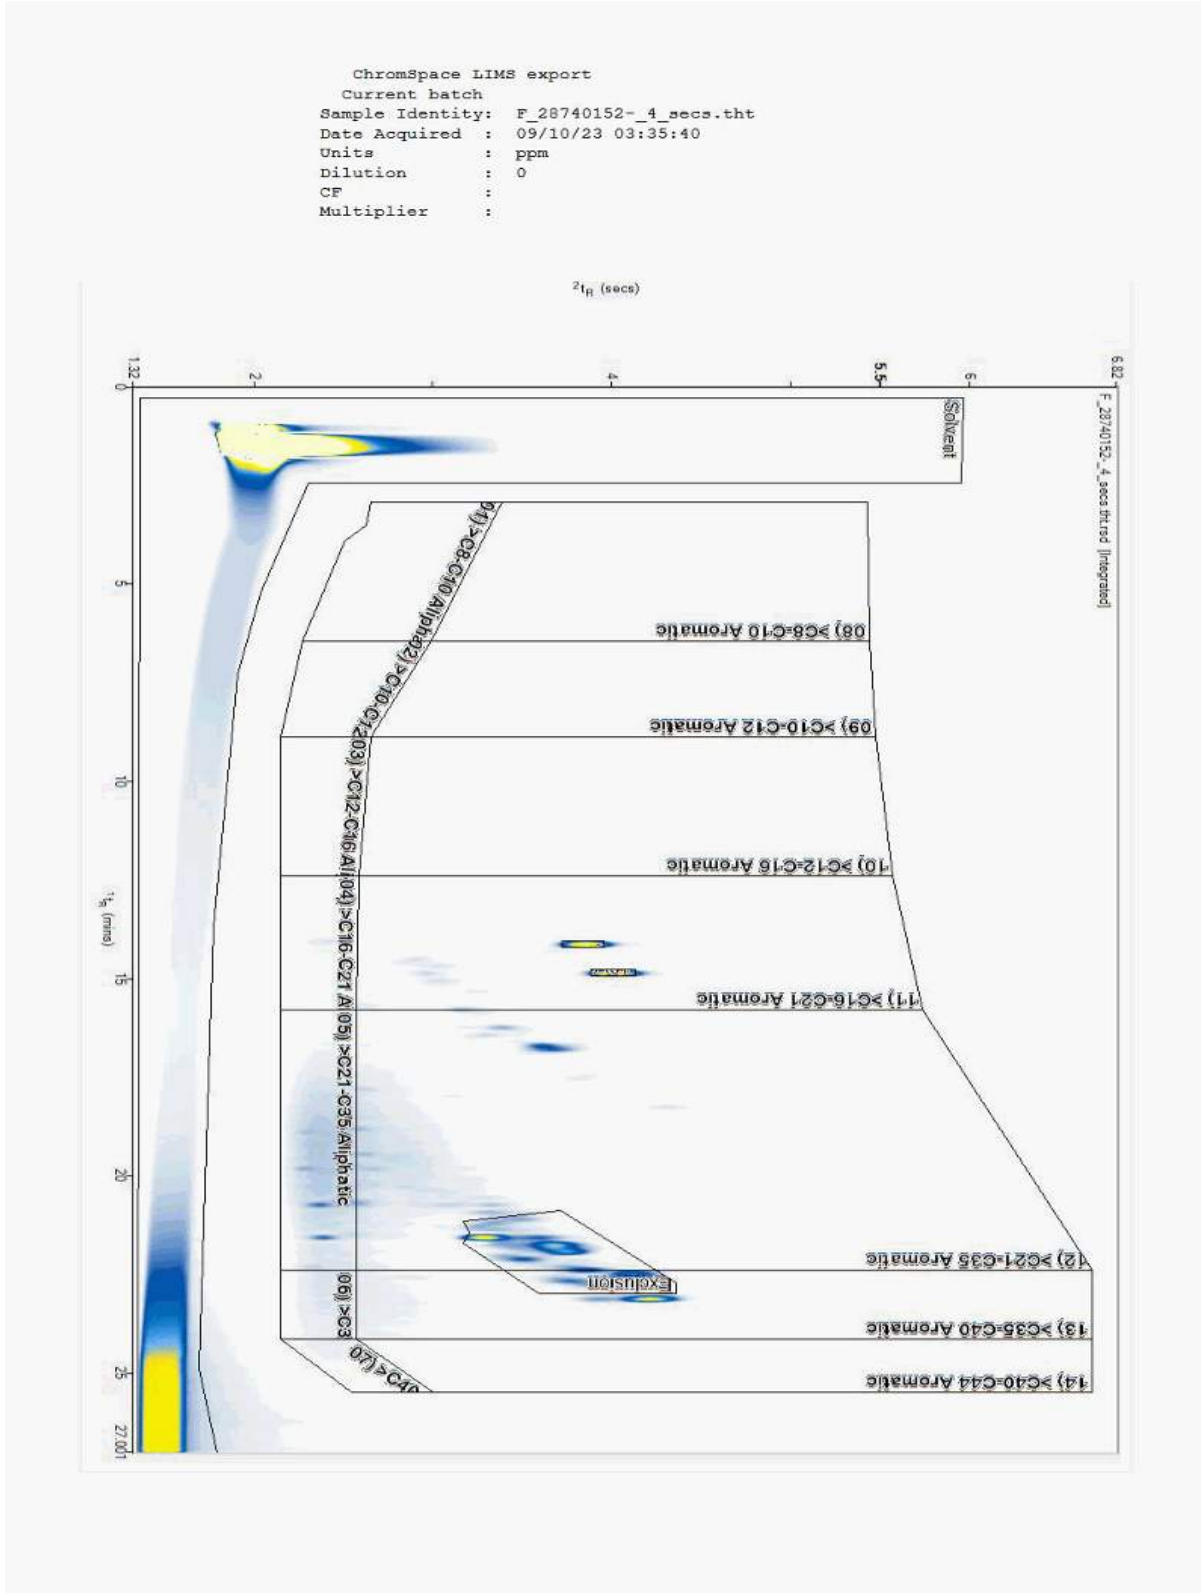 ChromSpace LIMS export
Current batch
Sample Identity: F_28740152-_4_secs.tht
Date Acquired : 09/10/23 03:35:40
Units : ppm
Dilution : 0
CF :
Multiplier :
²tR (secs)
1.32
2
4
5.5
6
6.82
F_28740152-_4_secs.tht.rsd [Integrated]
Solvent
0
5
10
15
20
25
27.001
¹tR (mins)
01) >C8-C10 Aliph
02) >C10-C12
03) >C12-C16 Ali
04) >C16-C21 A
05) >C21-C35 Aliphatic
06) >C3
07) >C40
08) >C8-C10 Aromatic
09) >C10-C12 Aromatic
10) >C12-C16 Aromatic
11) >C16-C21 Aromatic
12) >C21-C35 Aromatic
Exclusion
13) >C35-C40 Aromatic
14) >C40-C44 Aromatic